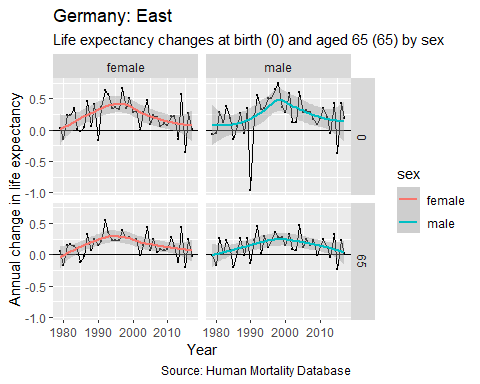 Germany: East
Life expectancy changes at birth (0) and aged 65 (65) by sex
female male
Annual change in life expectancy
0.5
0.0
-0.5
-1.0
0
0.5
0.0
-0.5
-1.0
65
sex
female
male
1980 1990 2000 2010 1980 1990 2000 2010
Year
Source: Human Mortality Database